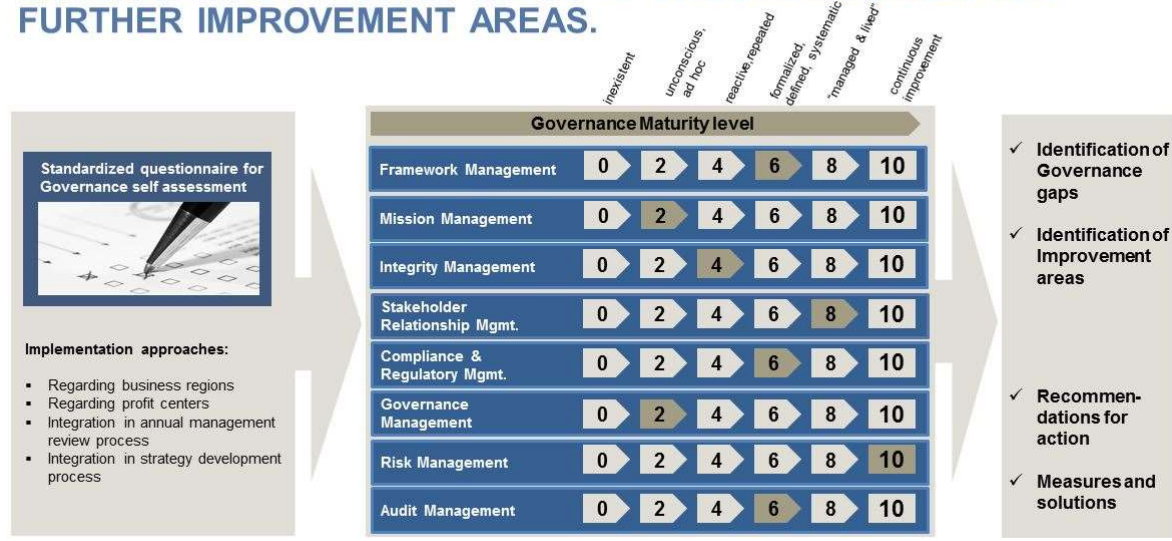 FURTHER IMPROVEMENT AREAS.
inexistent
unconscious,
ad hoc
reactive,repeated
formalized,
defined, systematic
"managed & lived"
continuous
improvement
Standardized questionnaire for
Governance self assessment
Implementation approaches:
▪ Regarding business regions
▪ Regarding profit centers
▪ Integration in annual management
review process
▪ Integration in strategy development
process
Governance Maturity level
Framework Management 0 2 4 6 8 10
Mission Management 0 2 4 6 8 10
Integrity Management 0 2 4 6 8 10
Stakeholder
Relationship Mgmt. 0 2 4 6 8 10
Compliance &
Regulatory Mgmt. 0 2 4 6 8 10
Governance
Management 0 2 4 6 8 10
Risk Management 0 2 4 6 8 10
Audit Management 0 2 4 6 8 10
✓ Identification of
Governance
gaps
✓ Identification of
Improvement
areas
✓ Recommen-
dations for
action
✓ Measures and
solutions